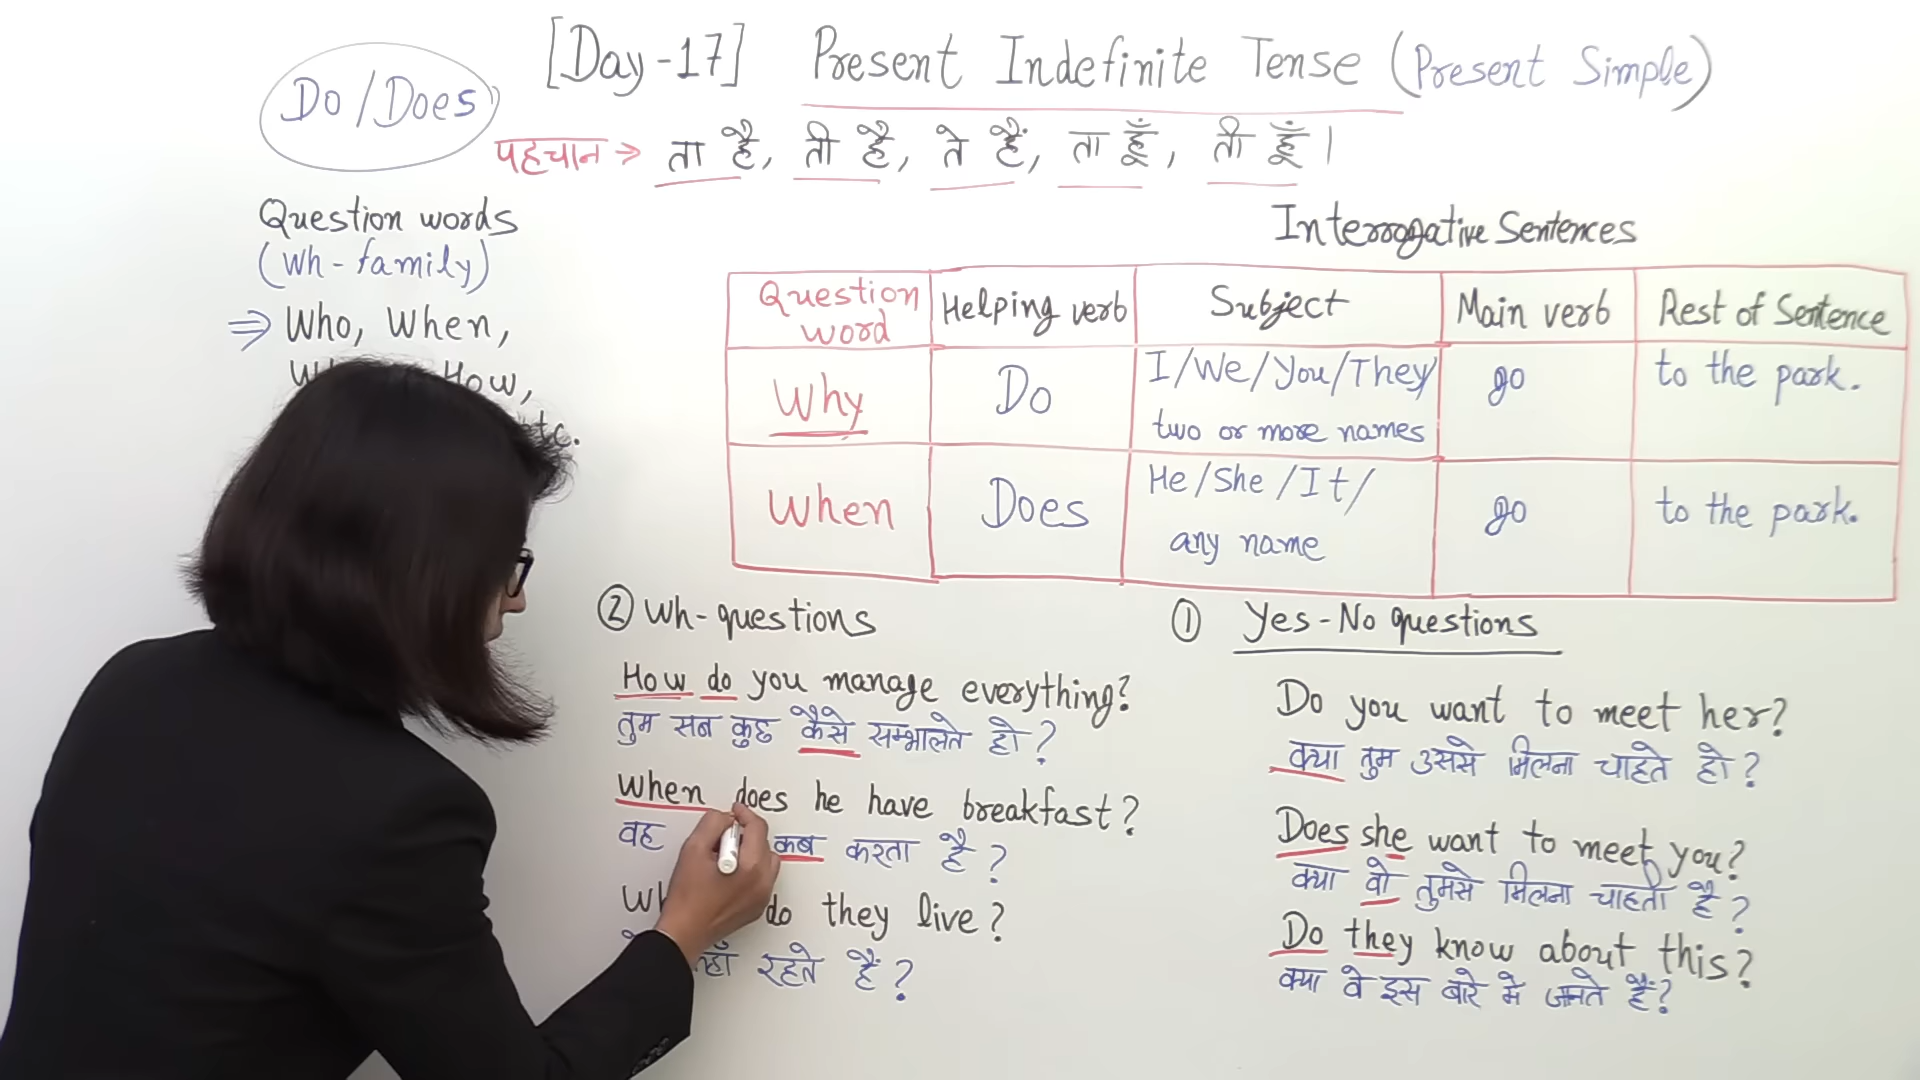 [Day-17] Present Indefinite Tense (Present Simple)
Do/Does
पहचान → ता है, ती है, ते हैं, ता हूँ, ती हूँ।
Question words
(Wh-family)
⇒ Who, When,
How,
etc.
Interrogative Sentences
Question word | Helping verb | Subject | Main verb | Rest of Sentence
Why | Do | I/We/You/They/ two or more names | go | to the park.
When | Does | He/She/It/ any name | go | to the park.
② Wh-questions
How do you manage everything?
तुम सब कुछ कैसे सम्भालते हो?
When does he have breakfast?
वह कब करता है?
do they live?
रहते हैं?
① Yes-No questions
Do you want to meet her?
क्या तुम उससे मिलना चाहते हो?
Does she want to meet you?
क्या वो तुमसे मिलना चाहती है?
Do they know about this?
क्या वे इस बारे मे जानते हैं?